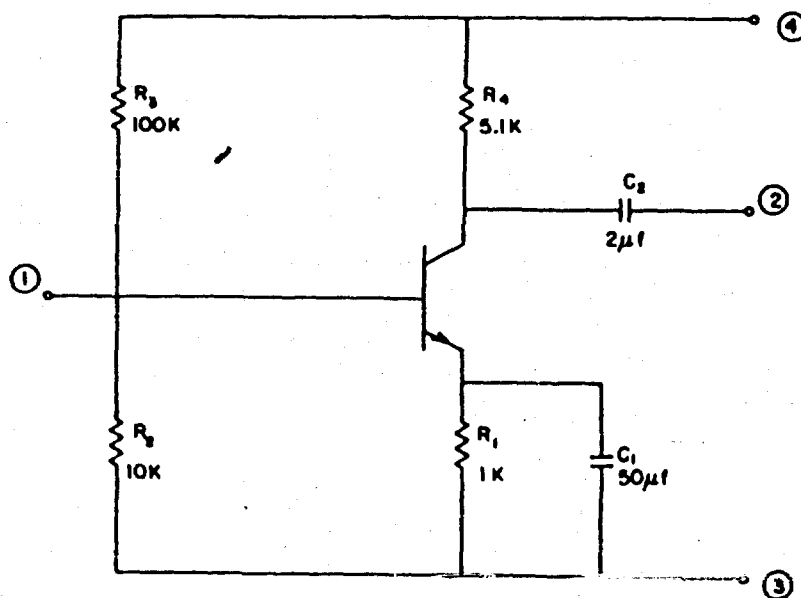 ④
R₃
100K
R₄
5.1K
C₂
2µf
②
①
R₂
10K
R₁
1K
C₁
50µf
③